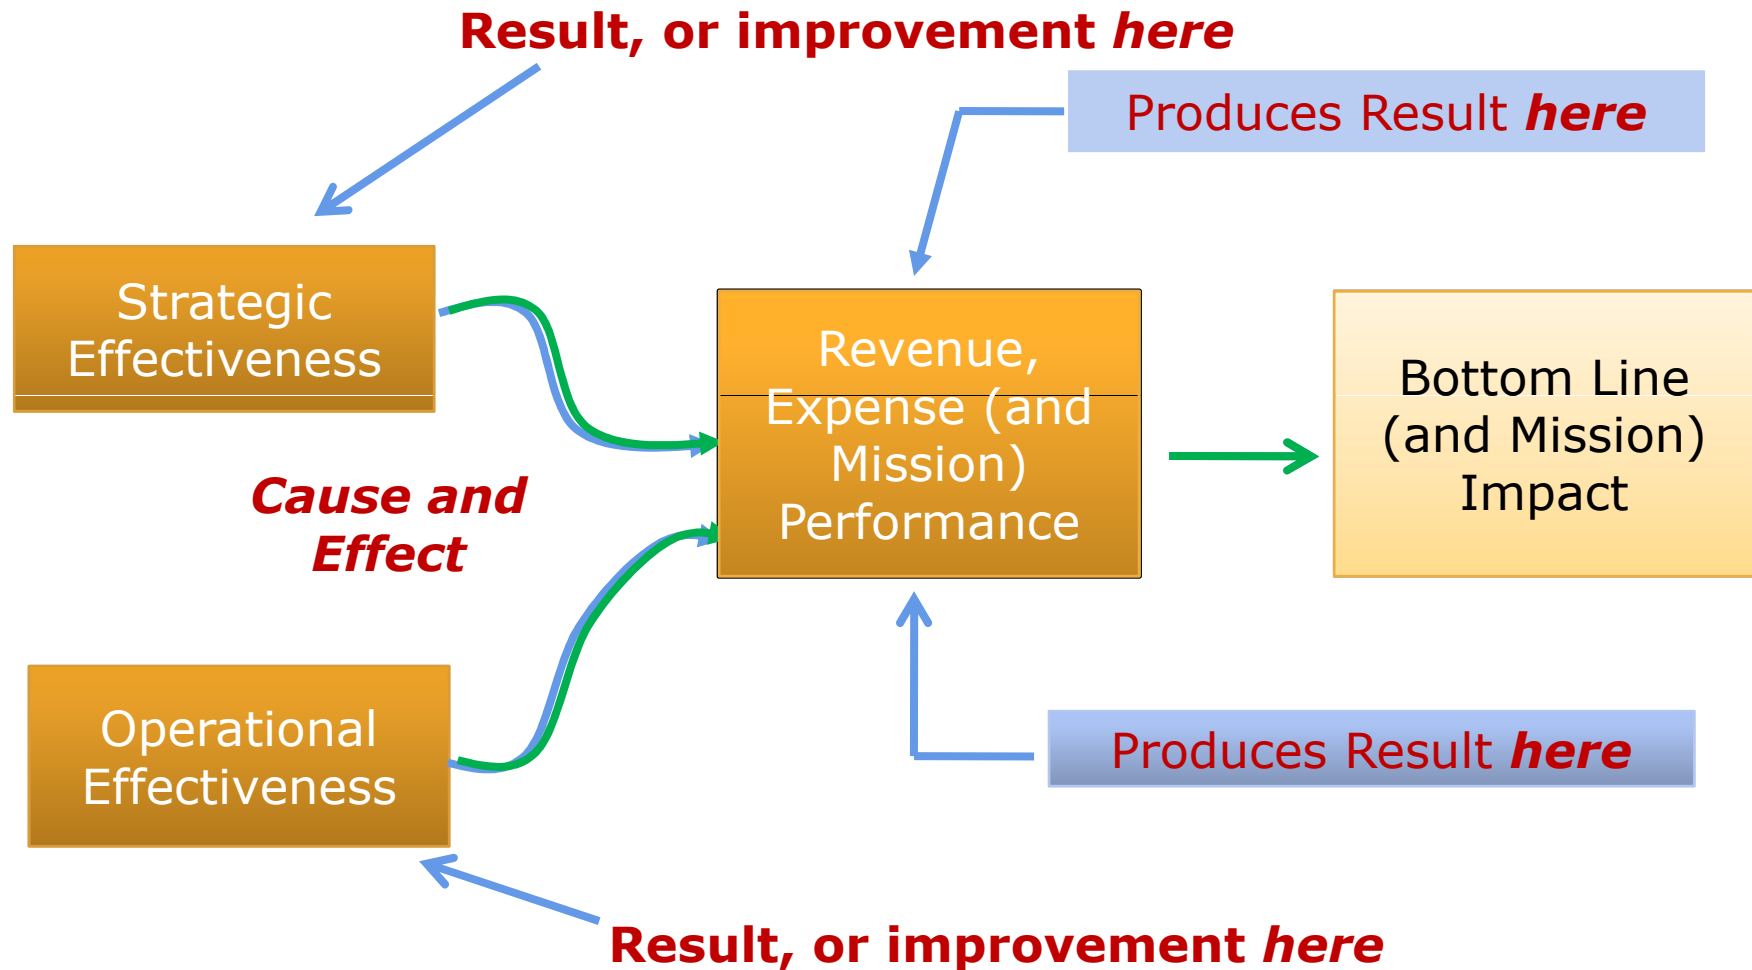 Result, or improvement here
Produces Result here
Strategic
Effectiveness
Revenue,
Expense (and
Mission)
Performance
Bottom Line
(and Mission)
Impact
Cause and
Effect
Operational
Effectiveness
Produces Result here
Result, or improvement here